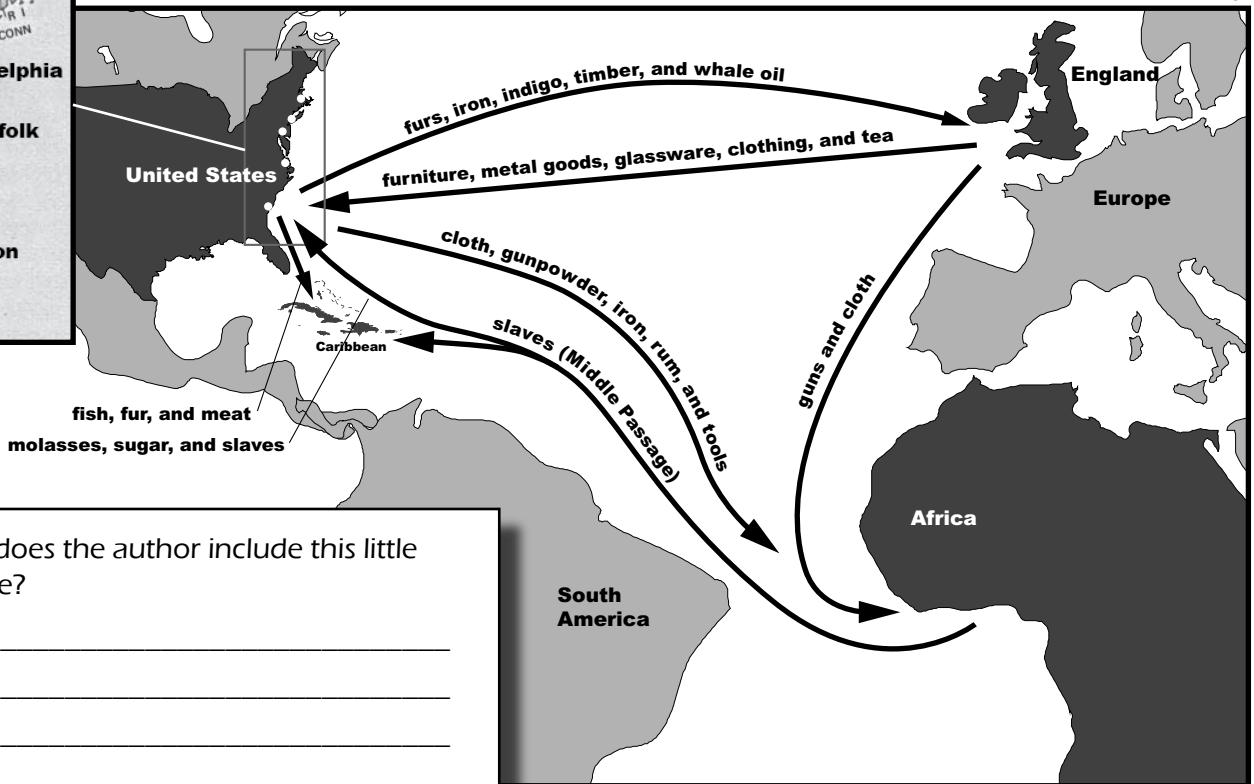 R I
CONN
elphia
folk
on
furs, iron, indigo, timber, and whale oil
England
furniture, metal goods, glassware, clothing, and tea
United States
Europe
cloth, gunpowder, iron, rum, and tools
guns and cloth
slaves (Middle Passage)
Caribbean
fish, fur, and meat
molasses, sugar, and slaves
Africa
South
America
does the author include this little
e?